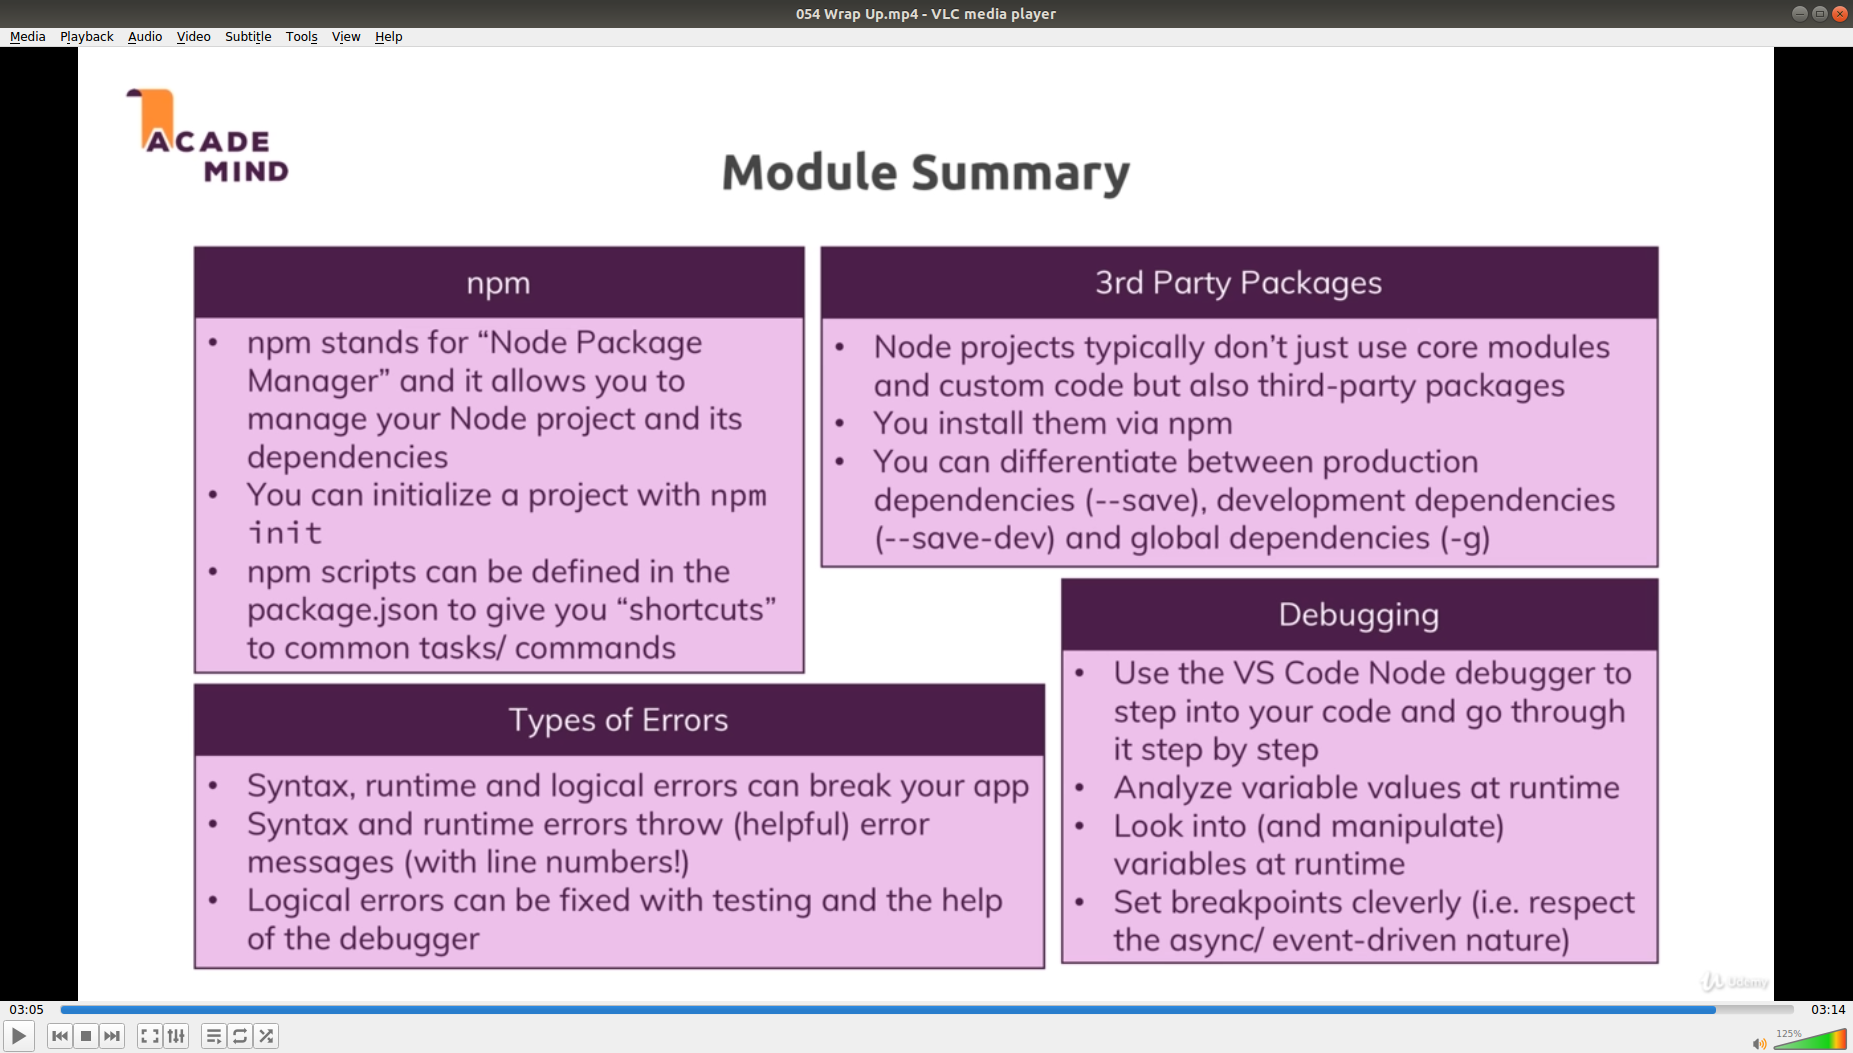 054 Wrap Up.mp4 - VLC media player
Media Playback Audio Video Subtitle Tools View Help
ACADE
MIND
Module Summary
npm
• npm stands for “Node Package
Manager” and it allows you to
manage your Node project and its
dependencies
• You can initialize a project with npm
init
• npm scripts can be defined in the
package.json to give you “shortcuts”
to common tasks/ commands
3rd Party Packages
• Node projects typically don’t just use core modules
and custom code but also third-party packages
• You install them via npm
• You can differentiate between production
dependencies (--save), development dependencies
(--save-dev) and global dependencies (-g)
Types of Errors
• Syntax, runtime and logical errors can break your app
• Syntax and runtime errors throw (helpful) error
messages (with line numbers!)
• Logical errors can be fixed with testing and the help
of the debugger
Debugging
• Use the VS Code Node debugger to
step into your code and go through
it step by step
• Analyze variable values at runtime
• Look into (and manipulate)
variables at runtime
• Set breakpoints cleverly (i.e. respect
the async/ event-driven nature)
Udemy
03:05
03:14
125%